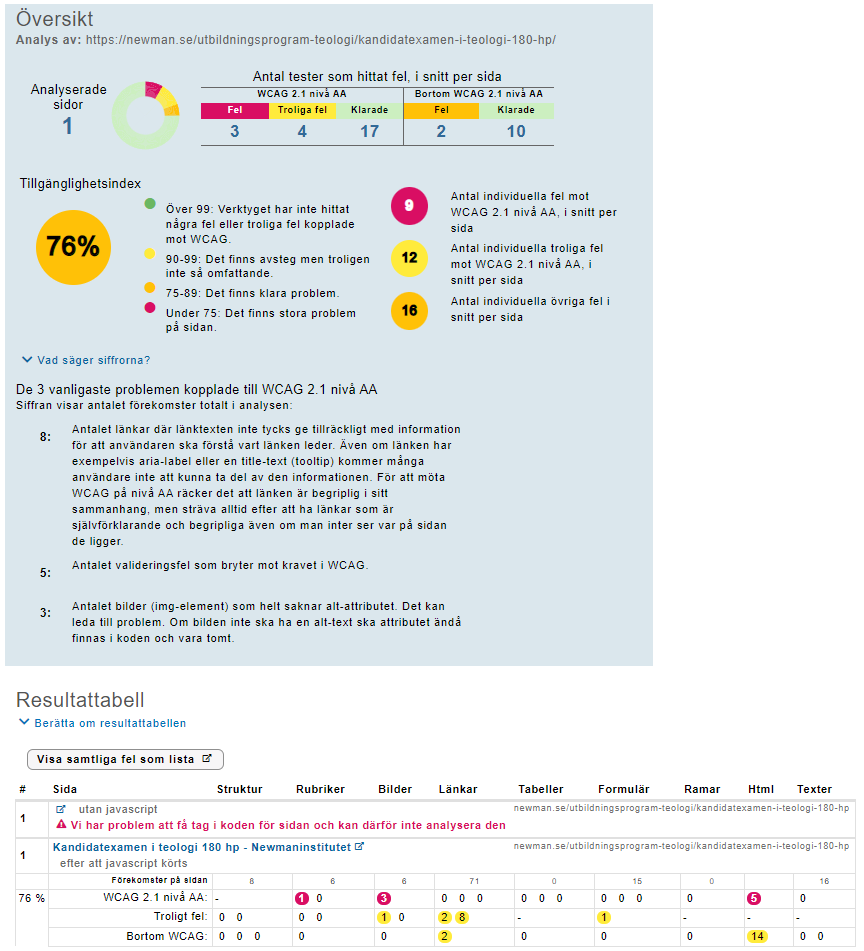 Översikt
Analys av: https://newman.se/utbildningsprogram-teologi/kandidatexamen-i-teologi-180-hp/
Analyserade
sidor
1
Antal tester som hittat fel, i snitt per sida
WCAG 2.1 nivå AA Bortom WCAG 2.1 nivå AA
Fel Troliga fel Klarade Fel Klarade
3 4 17 2 10
Tillgänglighetsindex
76%
Över 99: Verktyget har inte hittat
några fel eller troliga fel kopplade
mot WCAG.
90-99: Det finns avsteg men troligen
inte så omfattande.
75-89: Det finns klara problem.
Under 75: Det finns stora problem
på sidan.
9
Antal individuella fel mot
WCAG 2.1 nivå AA, i snitt per
sida
12
Antal individuella troliga fel
mot WCAG 2.1 nivå AA, i
snitt per sida
16
Antal individuella övriga fel i
snitt per sida
Vad säger siffrorna?
De 3 vanligaste problemen kopplade till WCAG 2.1 nivå AA
Siffran visar antalet förekomster totalt i analysen:
8:
Antalet länkar där länktexten inte tycks ge tillräckligt med information
för att användaren ska förstå vart länken leder. Även om länken har
exempelvis aria-label eller en title-text (tooltip) kommer många
användare inte att kunna ta del av den informationen. För att möta
WCAG på nivå AA räcker det att länken är begriplig i sitt
sammanhang, men sträva alltid efter att ha länkar som är
självförklarande och begripliga även om man inter ser var på sidan
de ligger.
5:
Antalet valideringsfel som bryter mot kravet i WCAG.
3:
Antalet bilder (img-element) som helt saknar alt-attributet. Det kan
leda till problem. Om bilden inte ska ha en alt-text ska attributet ändå
finnas i koden och vara tomt.
Resultattabell
Berätta om resultattabellen
Visa samtliga fel som lista
# Sida Struktur Rubriker Bilder Länkar Tabeller Formulär Ramar Html Texter
1 utan javascript newman.se/utbildningsprogram-teologi/kandidatexamen-i-teologi-180-hp
Vi har problem att få tag i koden för sidan och kan därför inte analysera den
1 Kandidatexamen i teologi 180 hp - Newmaninstitutet newman.se/utbildningsprogram-teologi/kandidatexamen-i-teologi-180-hp
efter att javascript körts
Förekomster på sidan 8 6 6 71 0 15 0 16
76 % WCAG 2.1 nivå AA: - 1 0 3 0 0 0 0 0 0 0 0 0 0 5 0
Troligt fel: 0 0 0 1 0 2 8 - 1 - - -
Bortom WCAG: 0 0 0 0 0 2 14 0 0